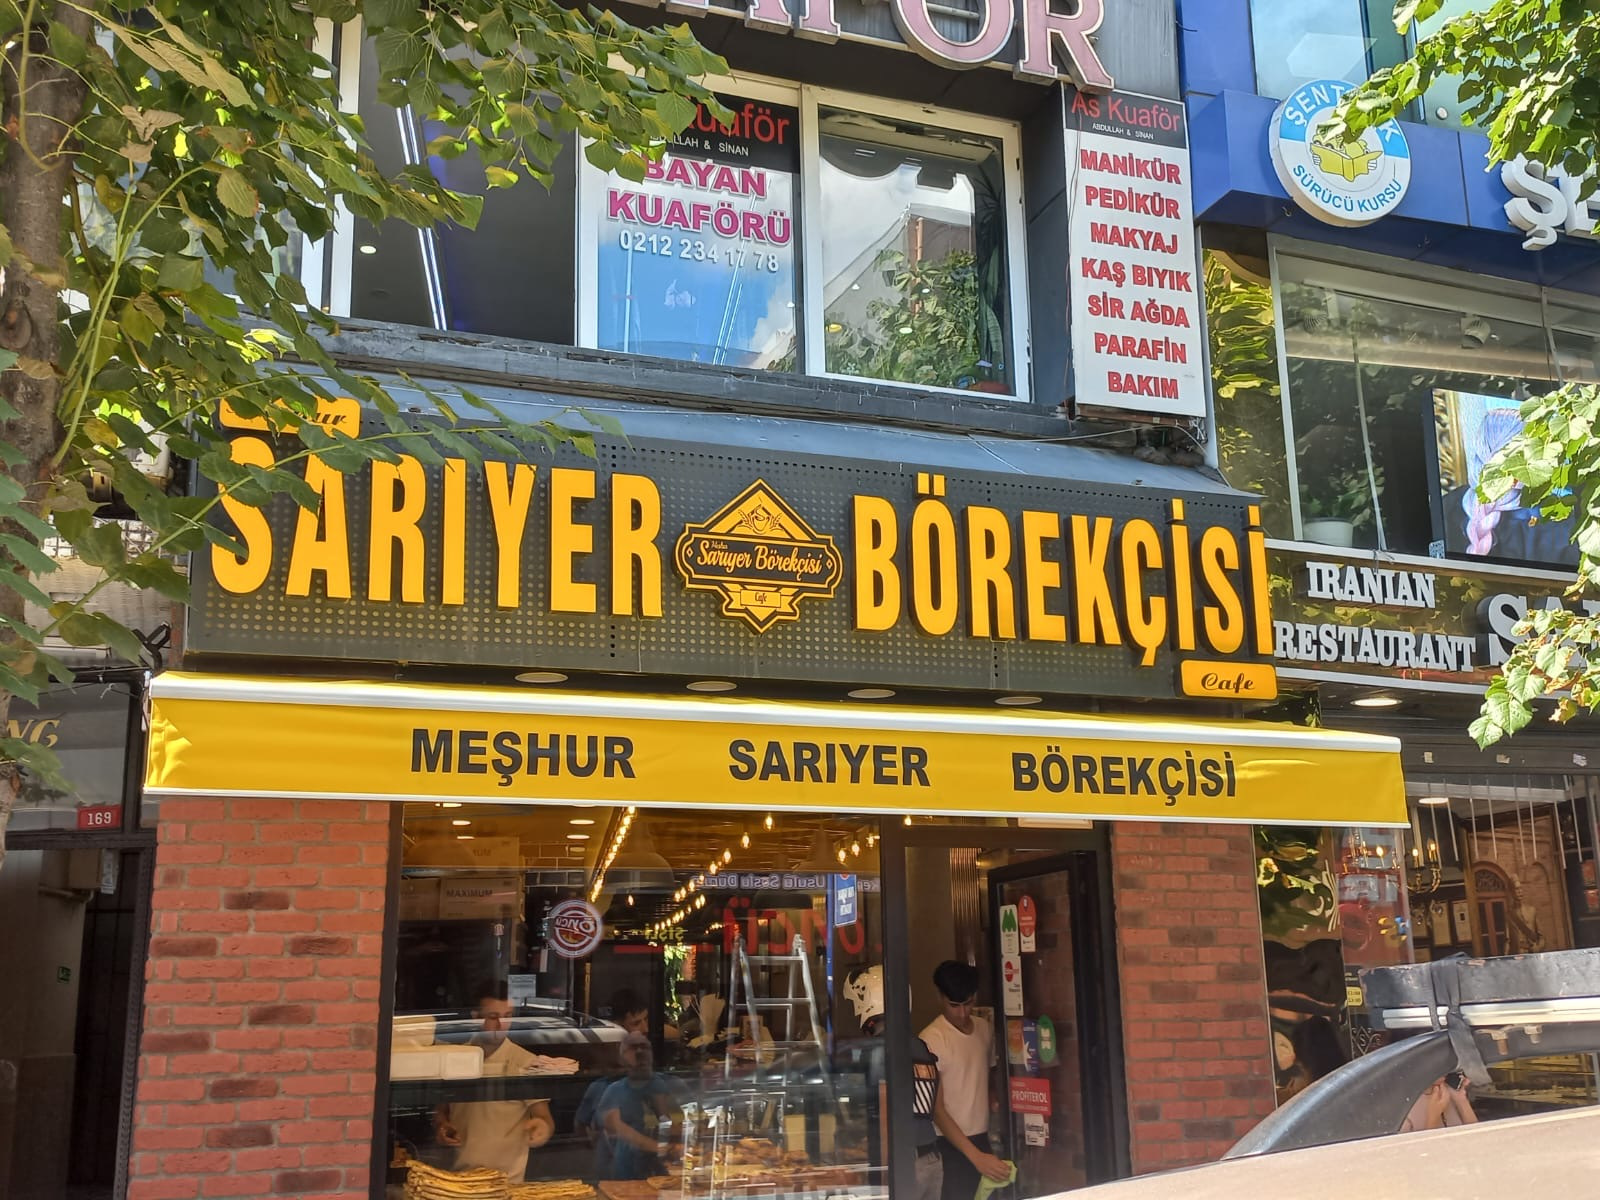 As Kuaför
ABDULLAH & SİNAN
MANİKÜR
PEDİKÜR
MAKYAJ
KAŞ BIYIK
SİR AĞDA
PARAFİN
BAKIM
Kuaför
& SİNAN
BAYAN
KUAFÖRÜ
0212 234 17 78
SÜRÜCÜ KURSU
SARIYER
BÖREKÇİSİ
Sarıyer Börekçisi
Cafe
Cafe
IRANIAN
RESTAURANT
MEŞHUR SARIYER BÖREKÇİSİ
169
MAXIMUM
Öyküc
PROFITEROL